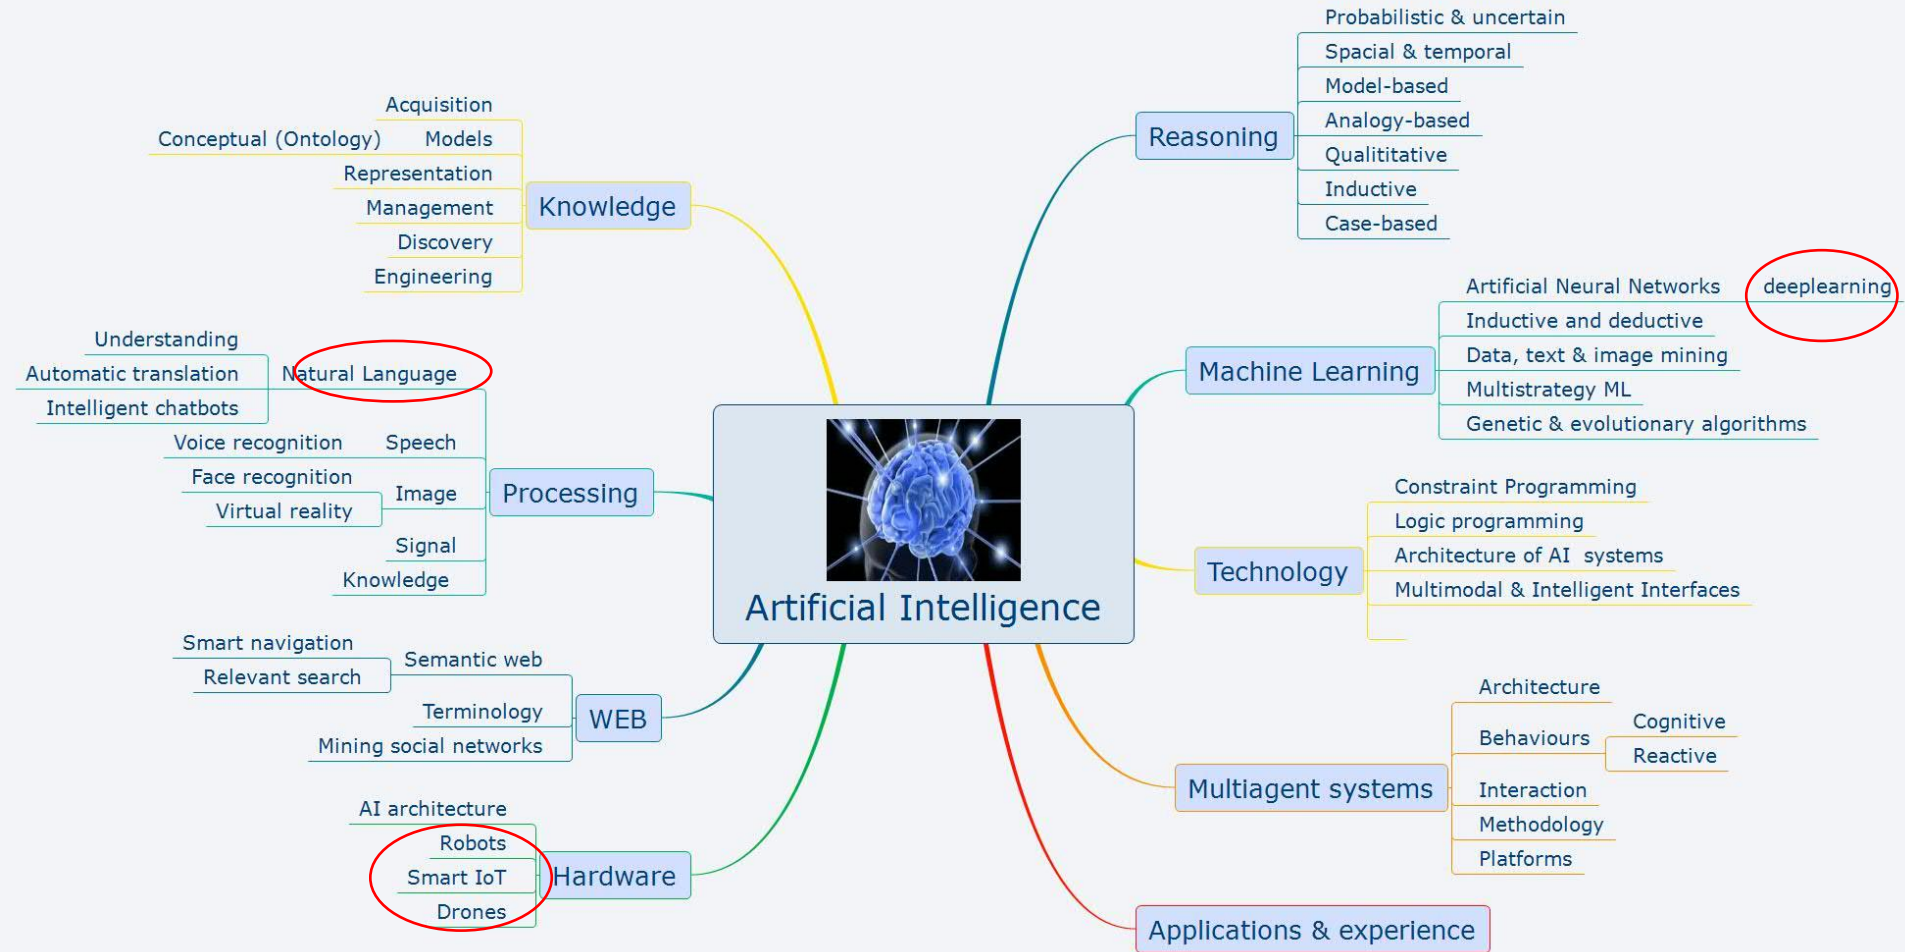 Artificial Intelligence
Knowledge
Acquisition
Models
Conceptual (Ontology)
Representation
Management
Discovery
Engineering
Processing
Natural Language
Understanding
Automatic translation
Intelligent chatbots
Speech
Voice recognition
Image
Face recognition
Virtual reality
Signal
Knowledge
WEB
Semantic web
Smart navigation
Relevant search
Terminology
Mining social networks
Hardware
AI architecture
Robots
Smart IoT
Drones
Reasoning
Probabilistic & uncertain
Spacial & temporal
Model-based
Analogy-based
Qualititative
Inductive
Case-based
Machine Learning
Artificial Neural Networks
deeplearning
Inductive and deductive
Data, text & image mining
Multistrategy ML
Genetic & evolutionary algorithms
Technology
Constraint Programming
Logic programming
Architecture of AI systems
Multimodal & Intelligent Interfaces
Multiagent systems
Architecture
Behaviours
Cognitive
Reactive
Interaction
Methodology
Platforms
Applications & experience